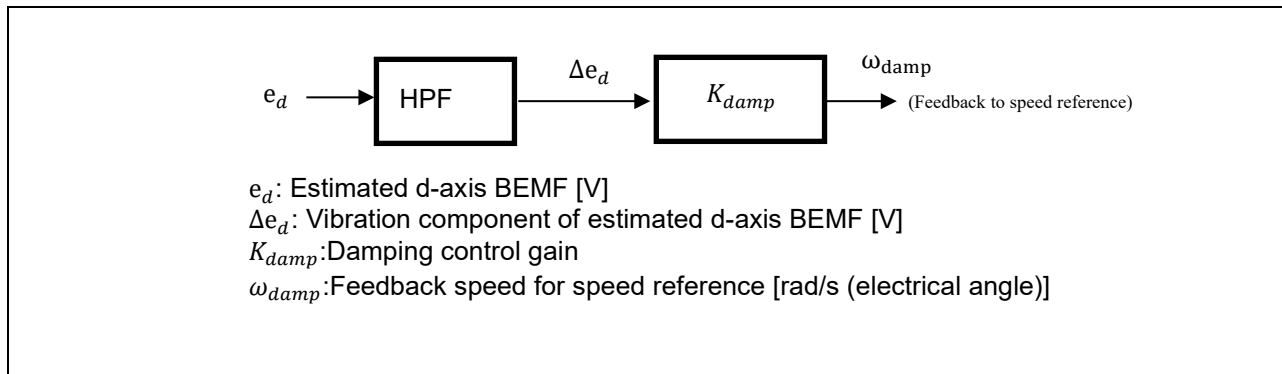 e_d HPF Δe_d K_damp ω_damp (Feedback to speed reference)
e_d: Estimated d-axis BEMF [V]
Δe_d: Vibration component of estimated d-axis BEMF [V]
K_damp:Damping control gain
ω_damp:Feedback speed for speed reference [rad/s (electrical angle)]